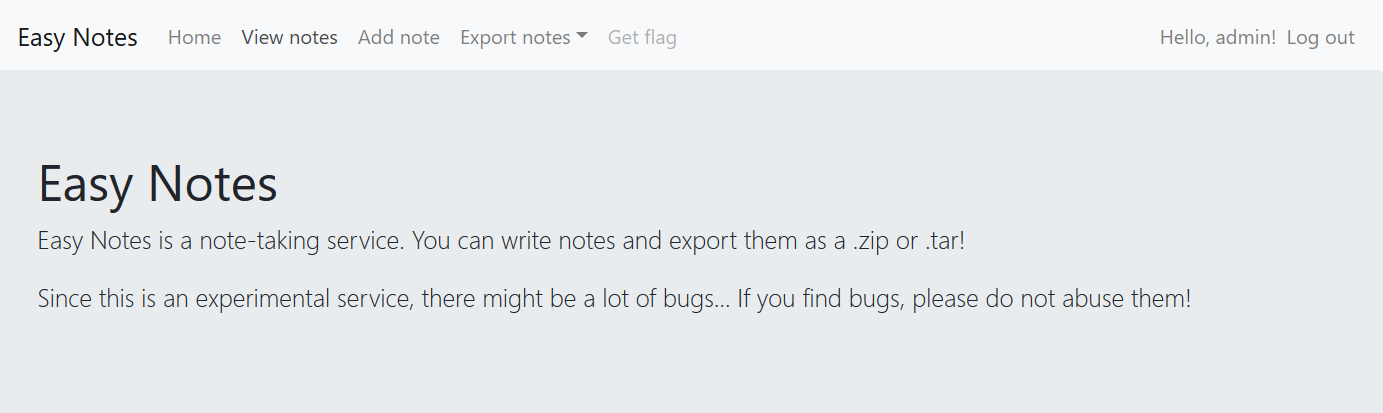 Easy Notes Home View notes Add note Export notes Get flag Hello, admin! Log out
Easy Notes
Easy Notes is a note-taking service. You can write notes and export them as a .zip or .tar!
Since this is an experimental service, there might be a lot of bugs... If you find bugs, please do not abuse them!